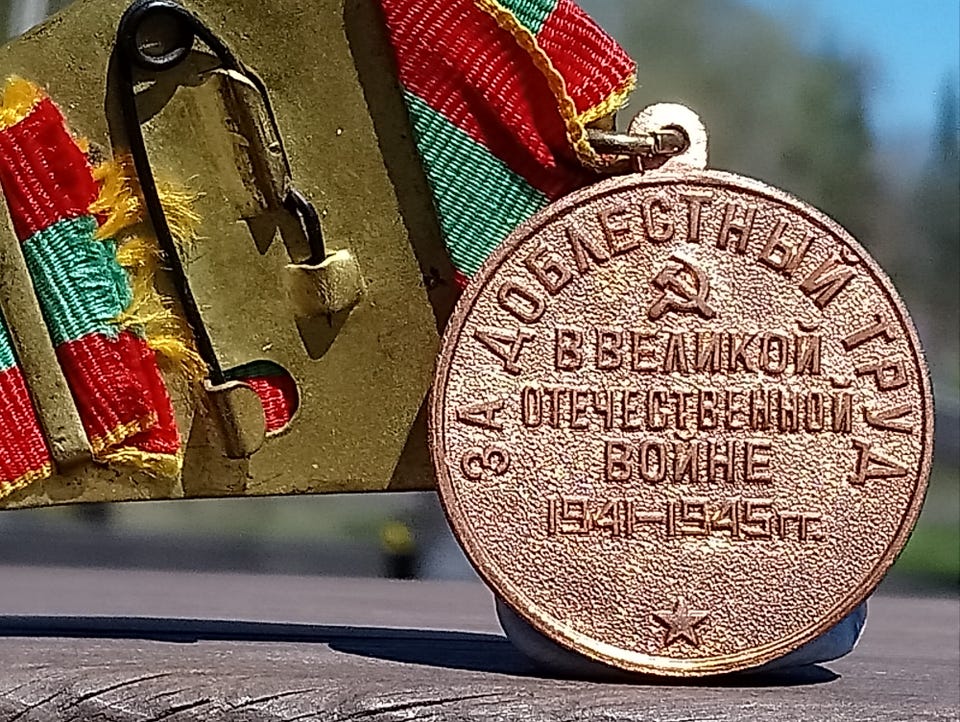 ЗА ДОБЛЕСТНЫЙ ТРУД
В ВЕЛИКОЙ
ОТЕЧЕСТВЕННОЙ
ВОЙНЕ
1941-1945 гг.